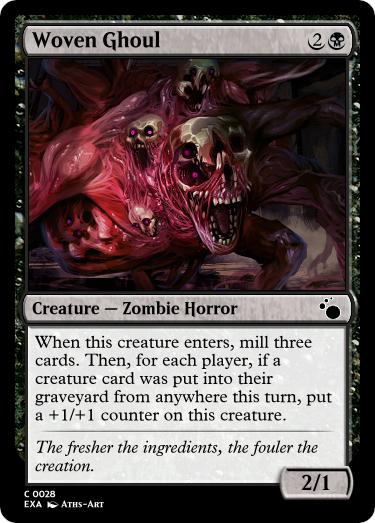 Woven Ghoul 2
Creature — Zombie Horror
When this creature enters, mill three
cards. Then, for each player, if a
creature card was put into their
graveyard from anywhere this turn, put
a +1/+1 counter on this creature.
The fresher the ingredients, the fouler the
creation.
2/1
C 0028
EXA Aths-Art